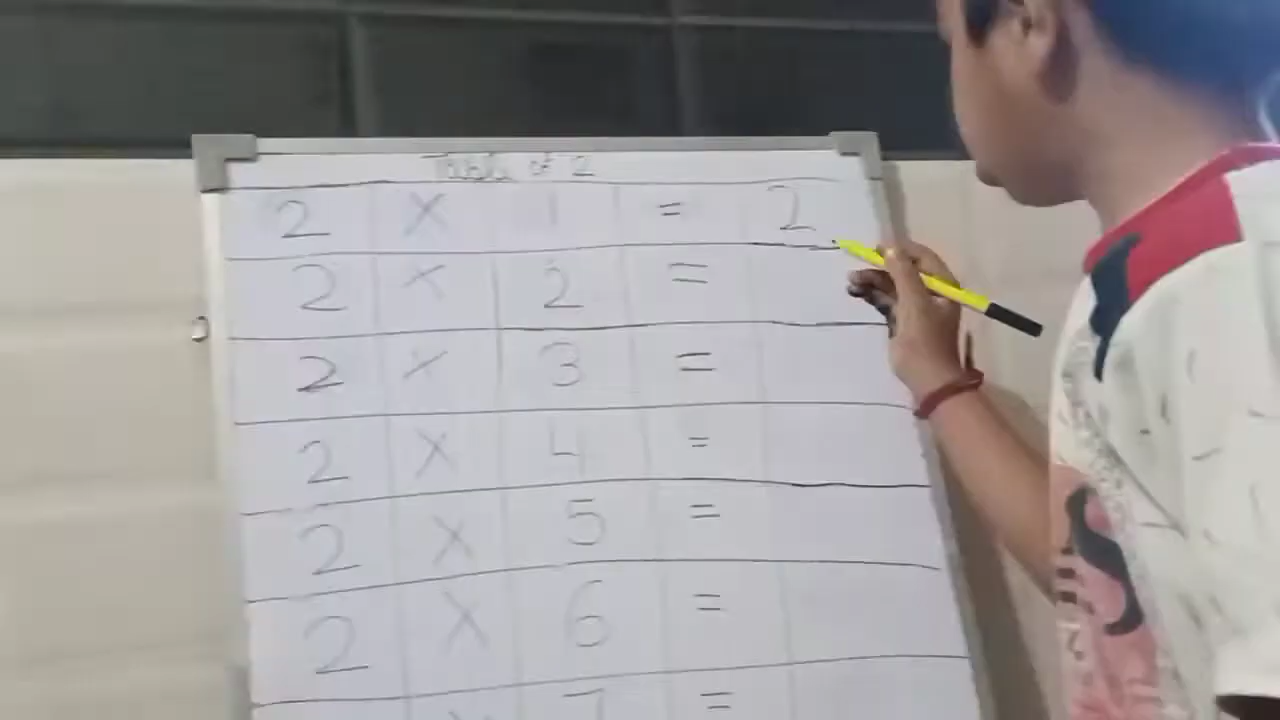 Table of 2
2 × 1 = 2
2 × 2 =
2 × 3 =
2 × 4 =
2 × 5 =
2 × 6 =
× 7 =